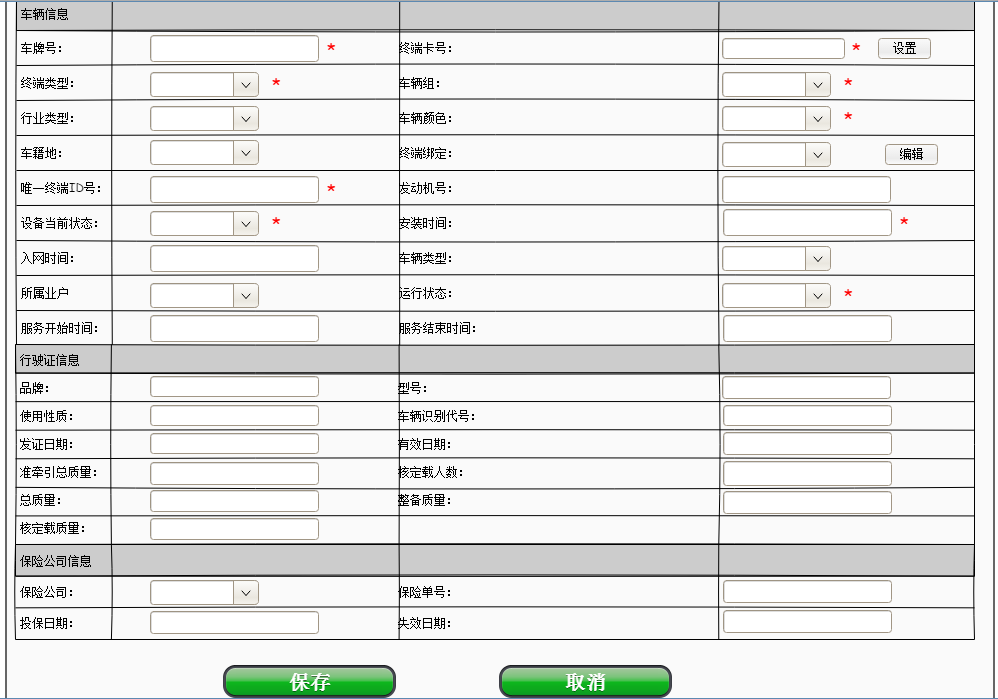 车辆信息
车牌号: * 终端卡号: * 设置
终端类型: * 车辆组: *
行业类型: 车辆颜色: *
车籍地: 终端绑定: 编辑
唯一终端ID号: * 发动机号:
设备当前状态: * 安装时间: *
入网时间: 车辆类型:
所属业户 运行状态: *
服务开始时间: 服务结束时间:
行驶证信息
品牌: 型号:
使用性质: 车辆识别代号:
发证日期: 有效日期:
准牵引总质量: 核定载人数:
总质量: 整备质量:
核定载质量:
保险公司信息
保险公司: 保险单号:
投保日期: 失效日期:
保存 取消